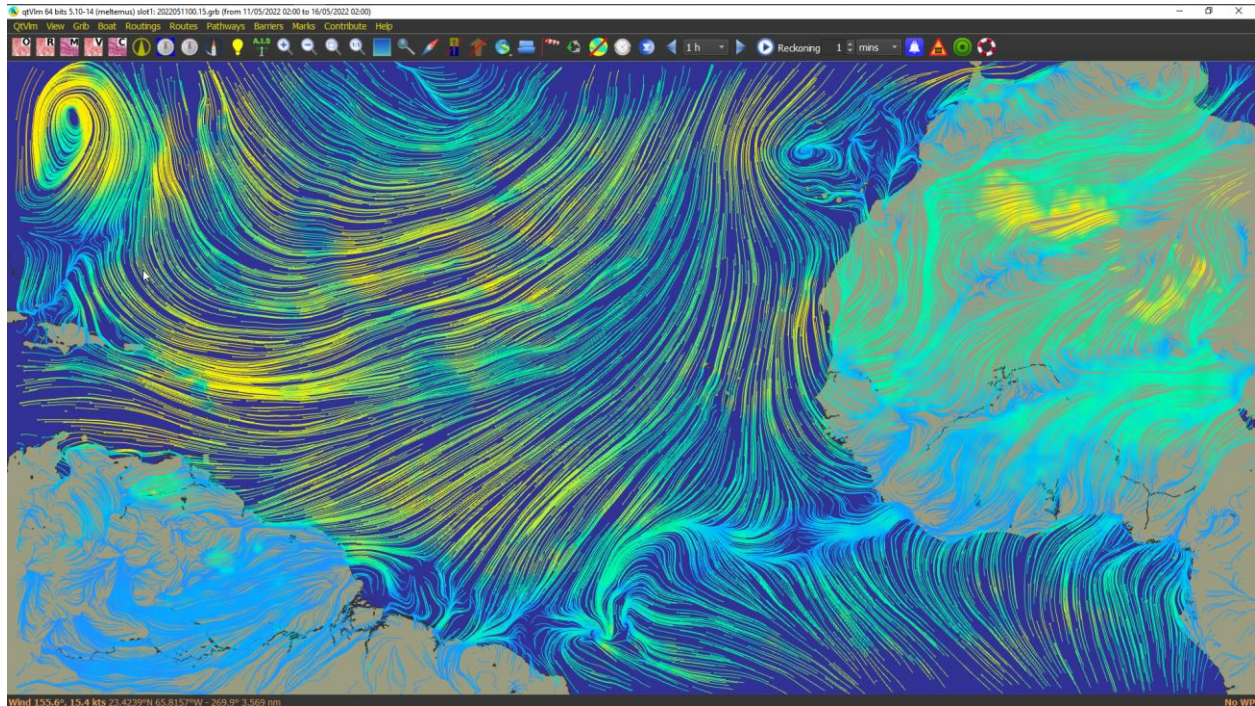 qtVlm 64 bits 5.10-14 (meltemus) slot1: 2022051100.15.grb (from 11/05/2022 02:00 to 16/05/2022 02:00)
QtVlm View Grib Boat Routings Routes Pathways Barriers Marks Contribute Help
O R M V C A.I.S 1:1 1 h Reckoning 1 mins
Wind 155.6°, 15.4 kts 23.4239°N 65.8157°W - 269.9° 3,569 nm No WP